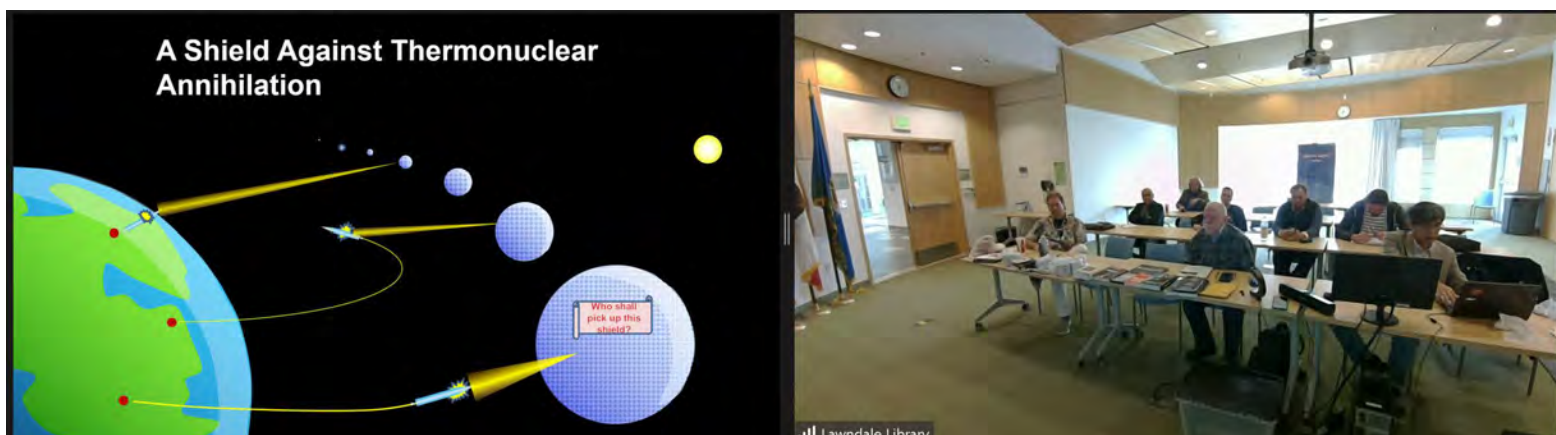 A Shield Against Thermonuclear
Annihilation
Who shall
pick up this
shield?
Lawndale Library